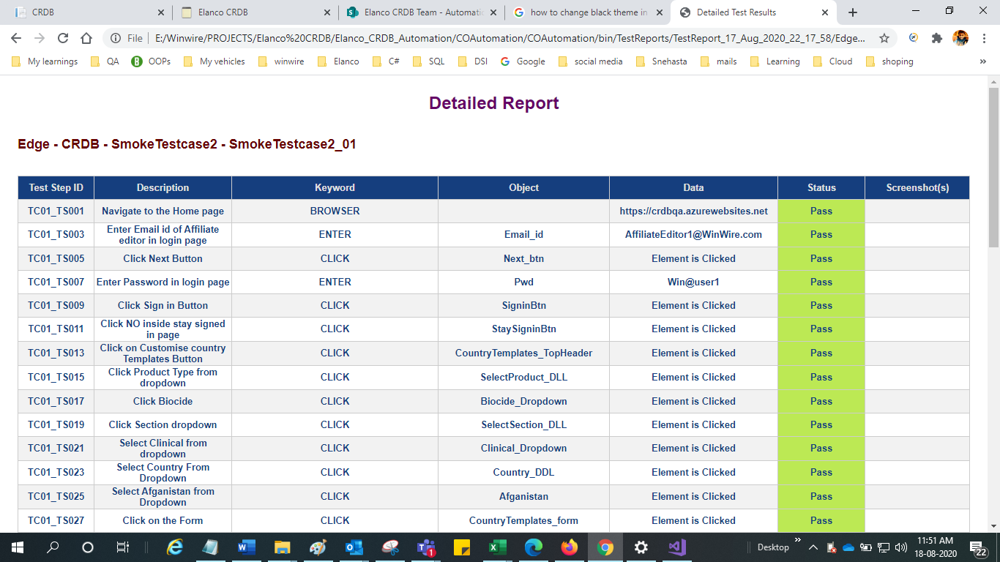 CRDB
Elanco CRDB
Elanco CRDB Team - Automatio
how to change black theme in
Detailed Test Results
File
E:/Winwire/PROJECTS/Elanco%20CRDB/Elanco_CRDB_Automation/COAutomation/COAutomation/bin/TestReports/TestReport_17_Aug_2020_22_17_58/Edge...
My learnings QA OOPs My vehicles winwire Elanco C# SQL DSI Google social media Snehasta mails Learning Cloud shoping »
Detailed Report
Edge - CRDB - SmokeTestcase2 - SmokeTestcase2_01
Test Step ID Description Keyword Object Data Status Screenshot(s)
TC01_TS001 Navigate to the Home page BROWSER https://crdbqa.azurewebsites.net Pass
TC01_TS003 Enter Email id of Affiliate
editor in login page ENTER Email_id AffiliateEditor1@WinWire.com Pass
TC01_TS005 Click Next Button CLICK Next_btn Element is Clicked Pass
TC01_TS007 Enter Password in login page ENTER Pwd Win@user1 Pass
TC01_TS009 Click Sign in Button CLICK SigninBtn Element is Clicked Pass
TC01_TS011 Click NO inside stay signed
in page CLICK StaySigninBtn Element is Clicked Pass
TC01_TS013 Click on Customise country
Templates Button CLICK CountryTemplates_TopHeader Element is Clicked Pass
TC01_TS015 Click Product Type from
dropdown CLICK SelectProduct_DLL Element is Clicked Pass
TC01_TS017 Click Biocide CLICK Biocide_Dropdown Element is Clicked Pass
TC01_TS019 Click Section dropdown CLICK SelectSection_DLL Element is Clicked Pass
TC01_TS021 Select Clinical from
dropdown CLICK Clinical_Dropdown Element is Clicked Pass
TC01_TS023 Select Country From
Dropdown CLICK Country_DDL Element is Clicked Pass
TC01_TS025 Select Afganistan from
Dropdown CLICK Afganistan Element is Clicked Pass
TC01_TS027 Click on the Form CLICK CountryTemplates_form Element is Clicked Pass
Desktop »
11:51 AM
18-08-2020
22
1